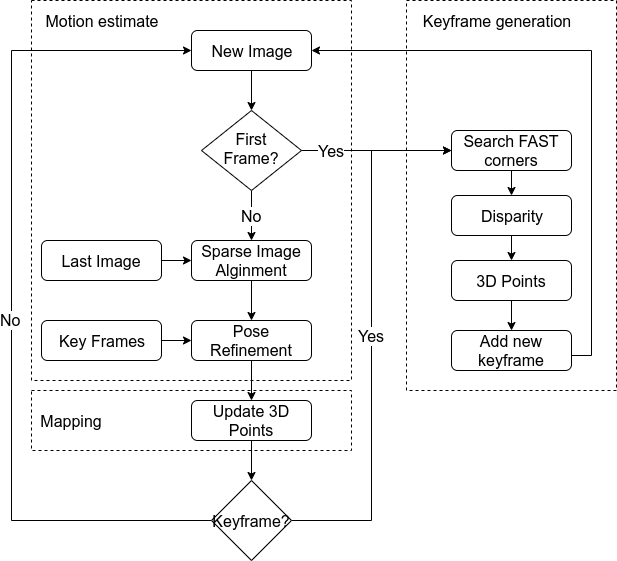 Motion estimate
Keyframe generation
New Image
First
Frame?
Yes
Search FAST
corners
No
Disparity
Last Image
Sparse Image
Alginment
3D Points
No
Key Frames
Pose
Refinement
Yes
Add new
keyframe
Mapping
Update 3D
Points
Keyframe?